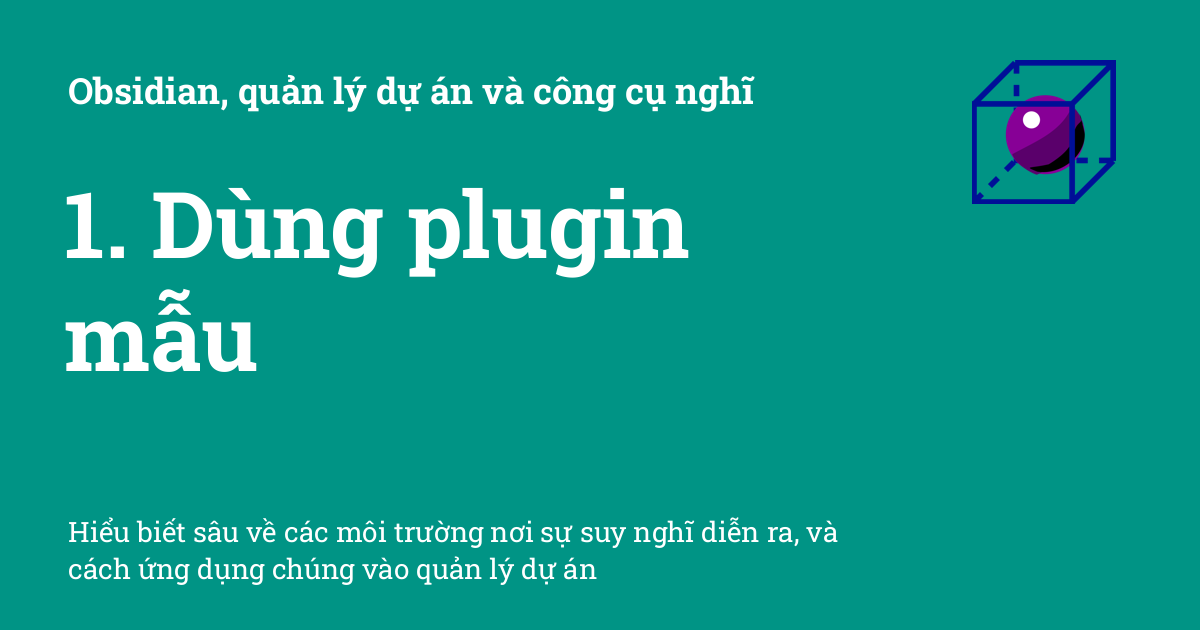 Obsidian, quản lý dự án và công cụ nghĩ
1. Dùng plugin
mẫu
Hiểu biết sâu về các môi trường nơi sự suy nghĩ diễn ra, và
cách ứng dụng chúng vào quản lý dự án